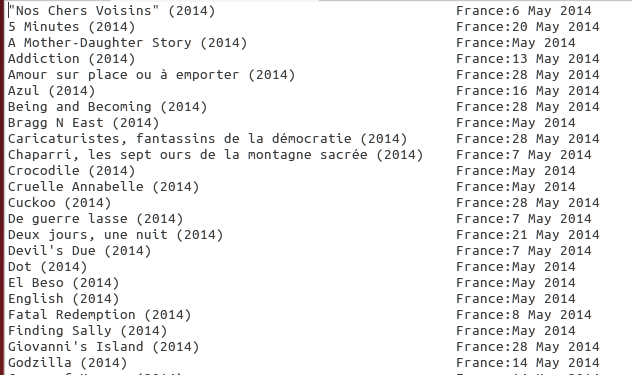 "Nos Chers Voisins" (2014) France:6 May 2014
5 Minutes (2014) France:20 May 2014
A Mother-Daughter Story (2014) France:May 2014
Addiction (2014) France:13 May 2014
Amour sur place ou à emporter (2014) France:28 May 2014
Azul (2014) France:16 May 2014
Being and Becoming (2014) France:28 May 2014
Bragg N East (2014) France:May 2014
Caricaturistes, fantassins de la démocratie (2014) France:28 May 2014
Chaparri, les sept ours de la montagne sacrée (2014) France:7 May 2014
Crocodile (2014) France:May 2014
Cruelle Annabelle (2014) France:May 2014
Cuckoo (2014) France:28 May 2014
De guerre lasse (2014) France:7 May 2014
Deux jours, une nuit (2014) France:21 May 2014
Devil's Due (2014) France:7 May 2014
Dot (2014) France:May 2014
El Beso (2014) France:May 2014
English (2014) France:May 2014
Fatal Redemption (2014) France:8 May 2014
Finding Sally (2014) France:May 2014
Giovanni's Island (2014) France:28 May 2014
Godzilla (2014) France:14 May 2014